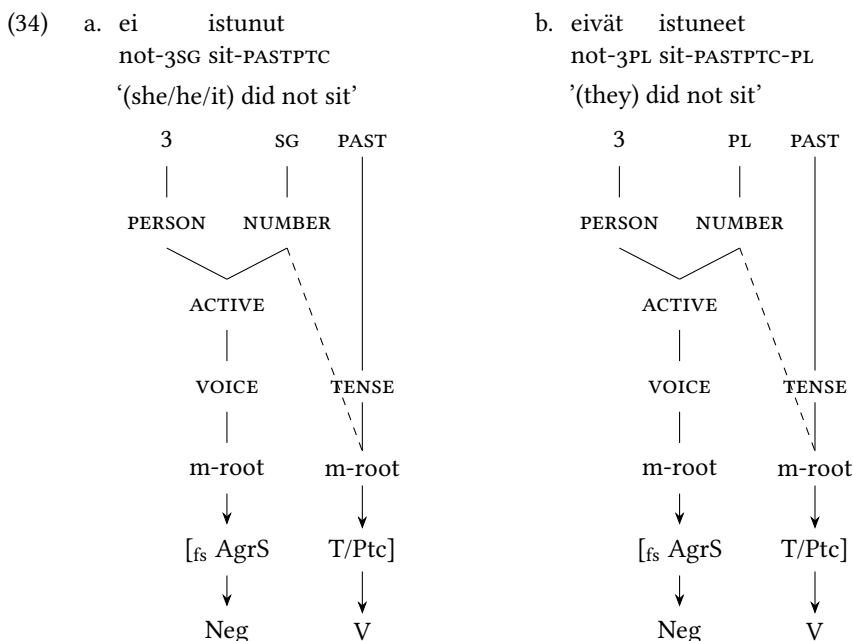 (34) a. ei istunut b. eivät istuneet
not-3SG sit-PASTPTC not-3PL sit-PASTPTC-PL
‘(she/he/it) did not sit’ '(they) did not sit’
3 SG PAST 3 PL PAST
PERSON NUMBER PERSON NUMBER
ACTIVE ACTIVE
VOICE TENSE VOICE TENSE
m-root m-root m-root m-root
[fs AgrS T/Ptc] [fs AgrS T/Ptc]
Neg V Neg V